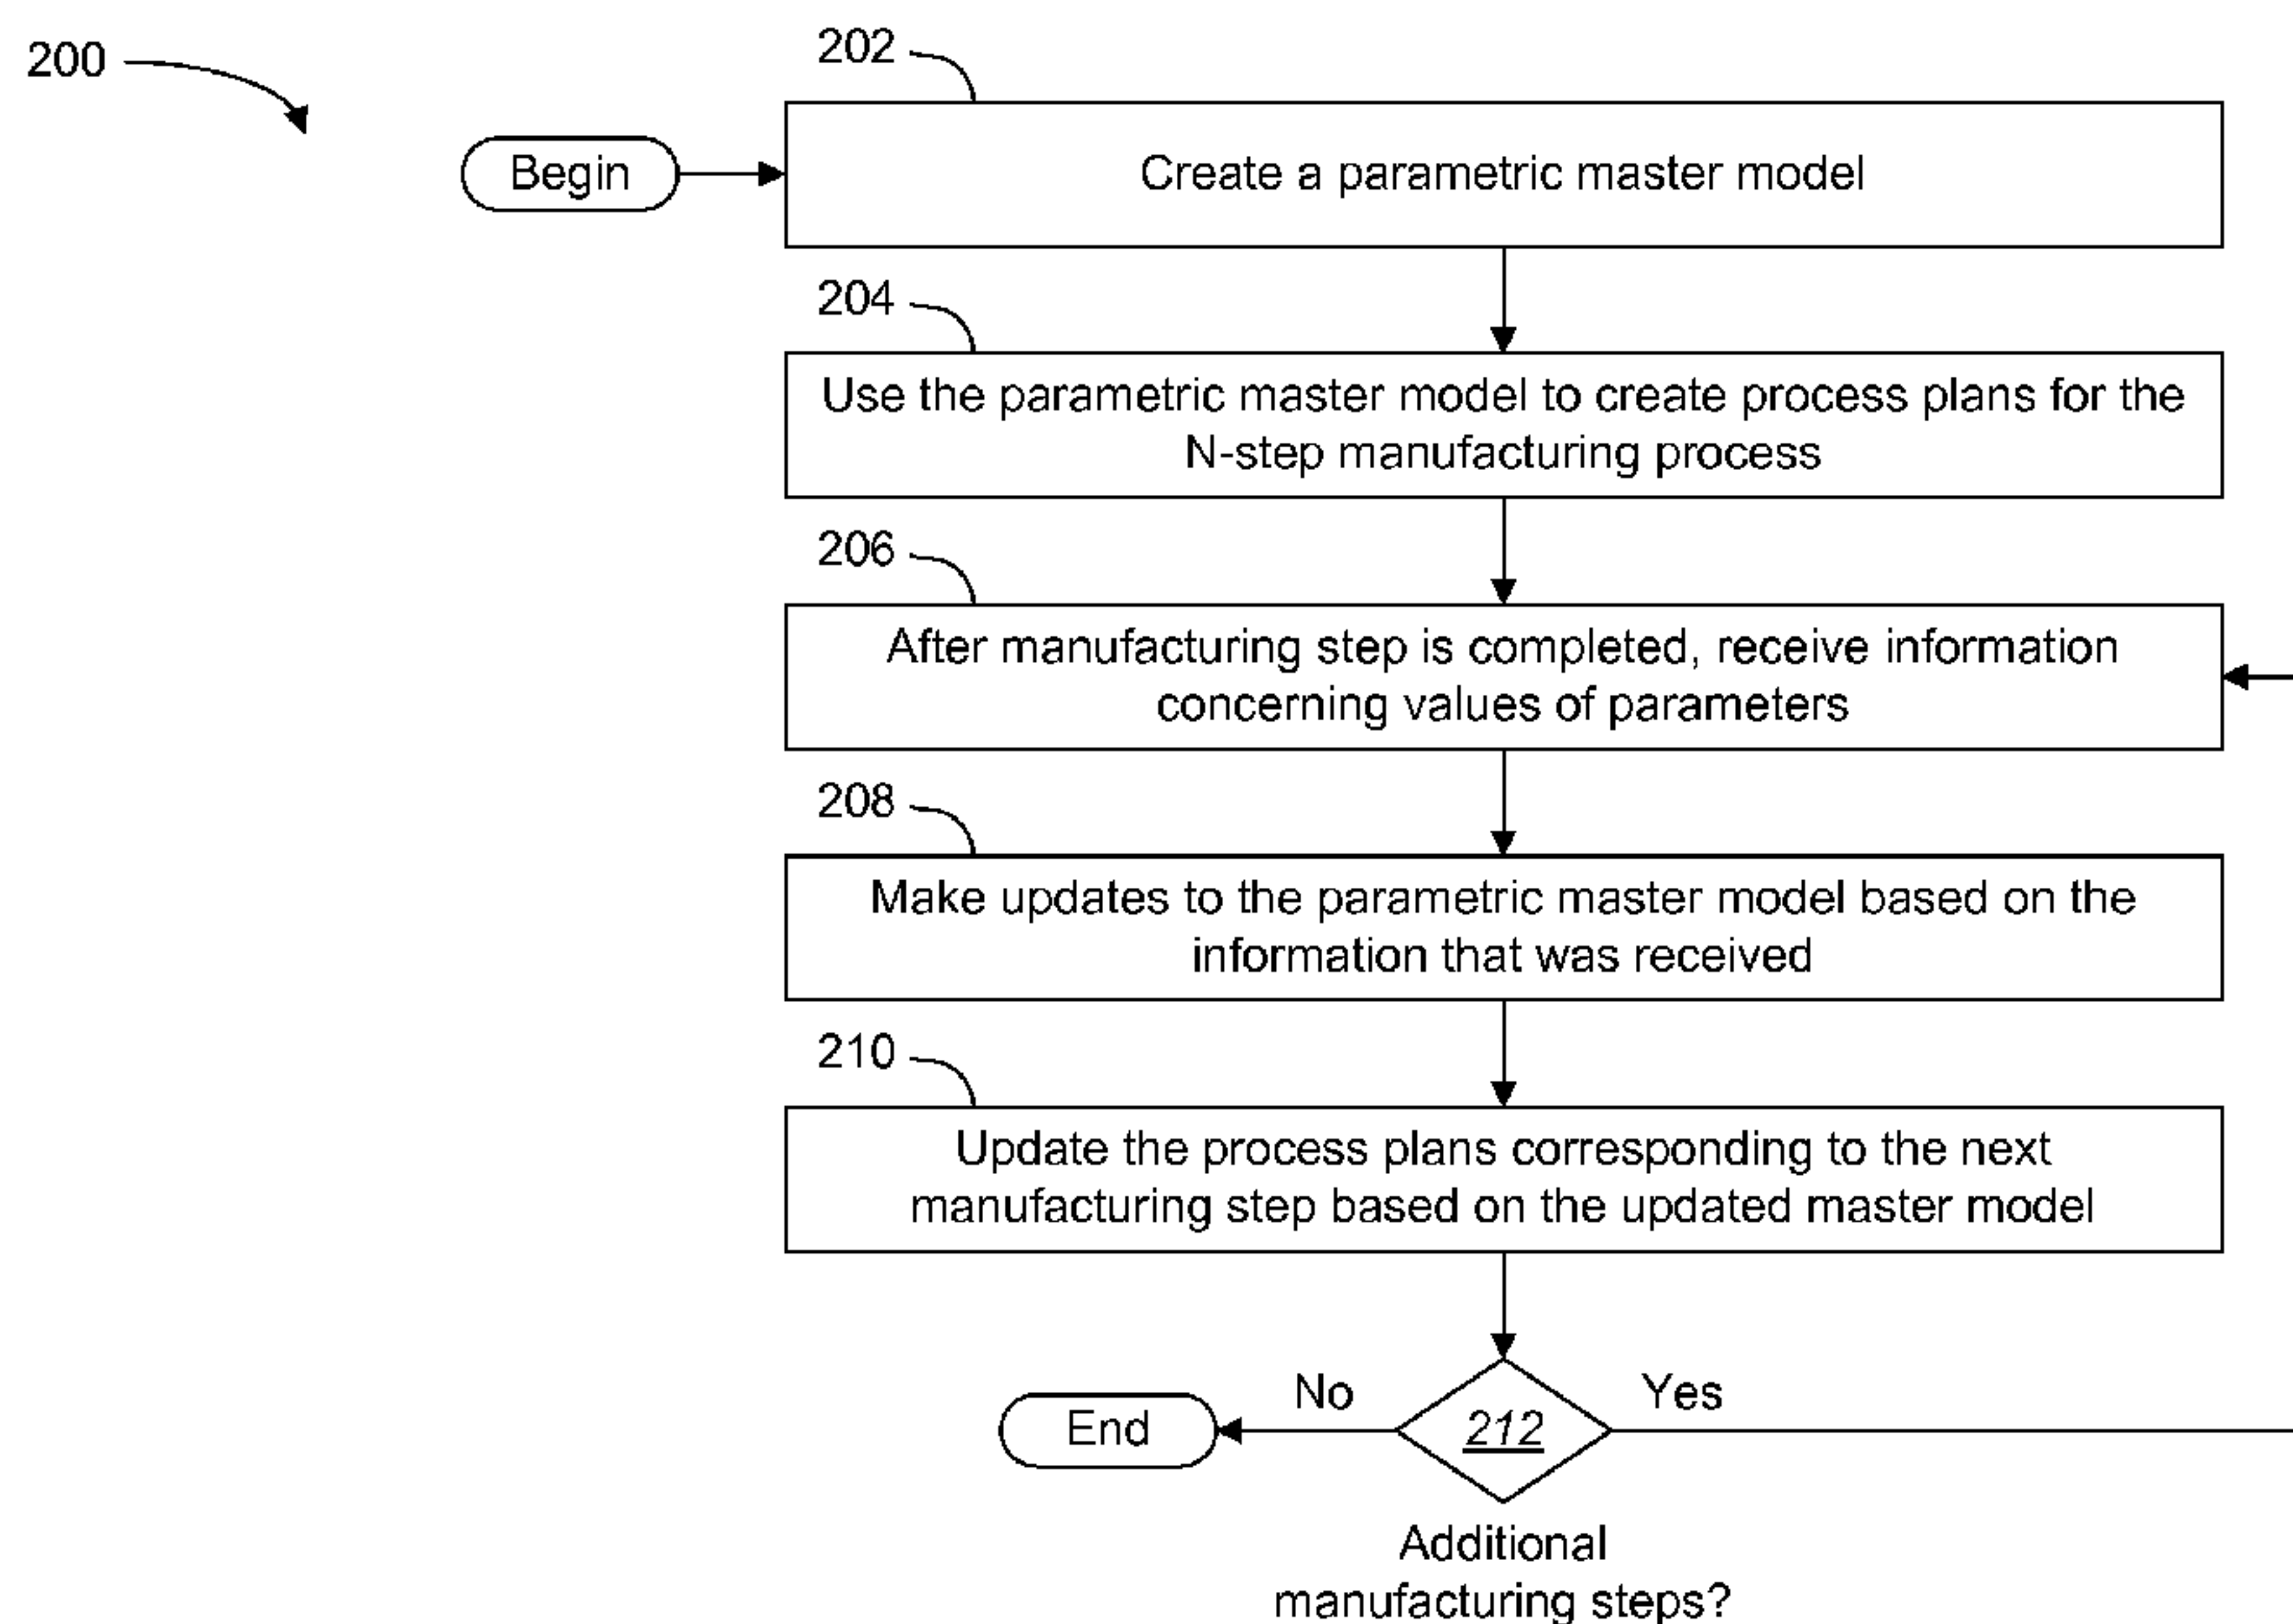 200
202
Begin
Create a parametric master model
204
Use the parametric master model to create process plans for the
N-step manufacturing process
206
After manufacturing step is completed, receive information
concerning values of parameters
208
Make updates to the parametric master model based on the
information that was received
210
Update the process plans corresponding to the next
manufacturing step based on the updated master model
No
Yes
End
212
Additional
manufacturing steps?